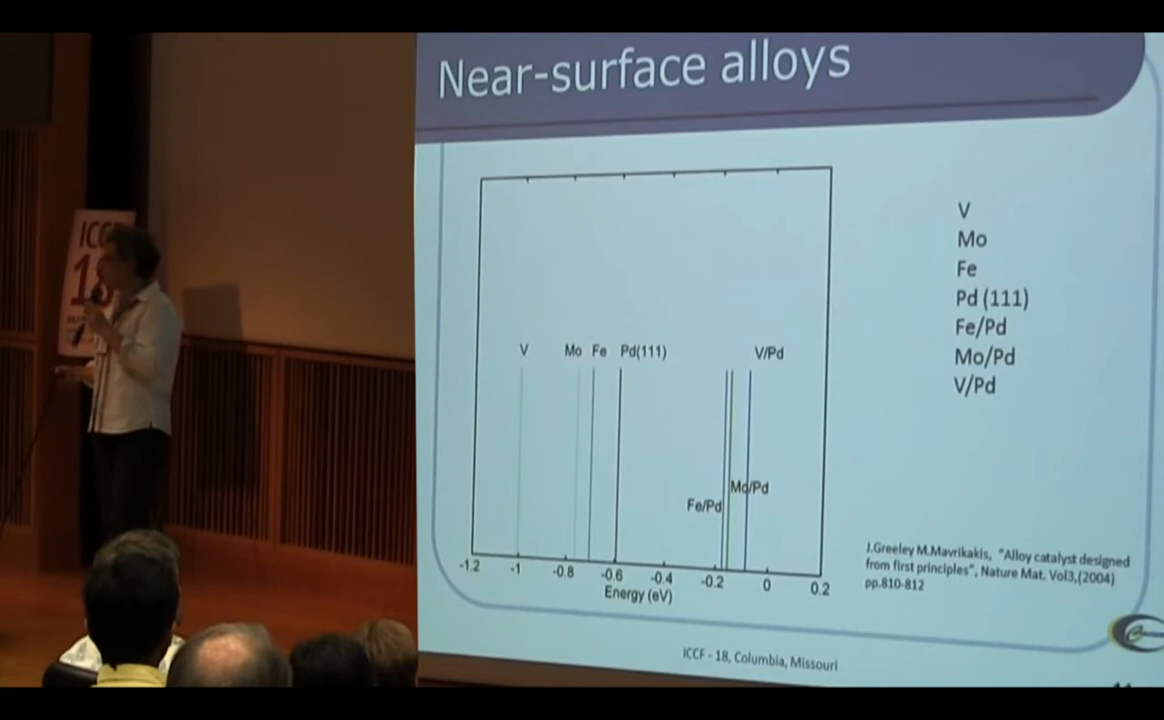 Near-surface alloys
ICCF
18
V Mo Fe Pd(111) V/Pd
Mo/Pd
Fe/Pd
-1.2 -1 -0.8 -0.6 -0.4 -0.2 0 0.2
Energy (eV)
V
Mo
Fe
Pd (111)
Fe/Pd
Mo/Pd
V/Pd
J.Greeley M.Mavrikakis, "Alloy catalyst designed
from first principles", Nature Mat. Vol3,(2004)
pp.810-812
ICCF - 18, Columbia, Missouri